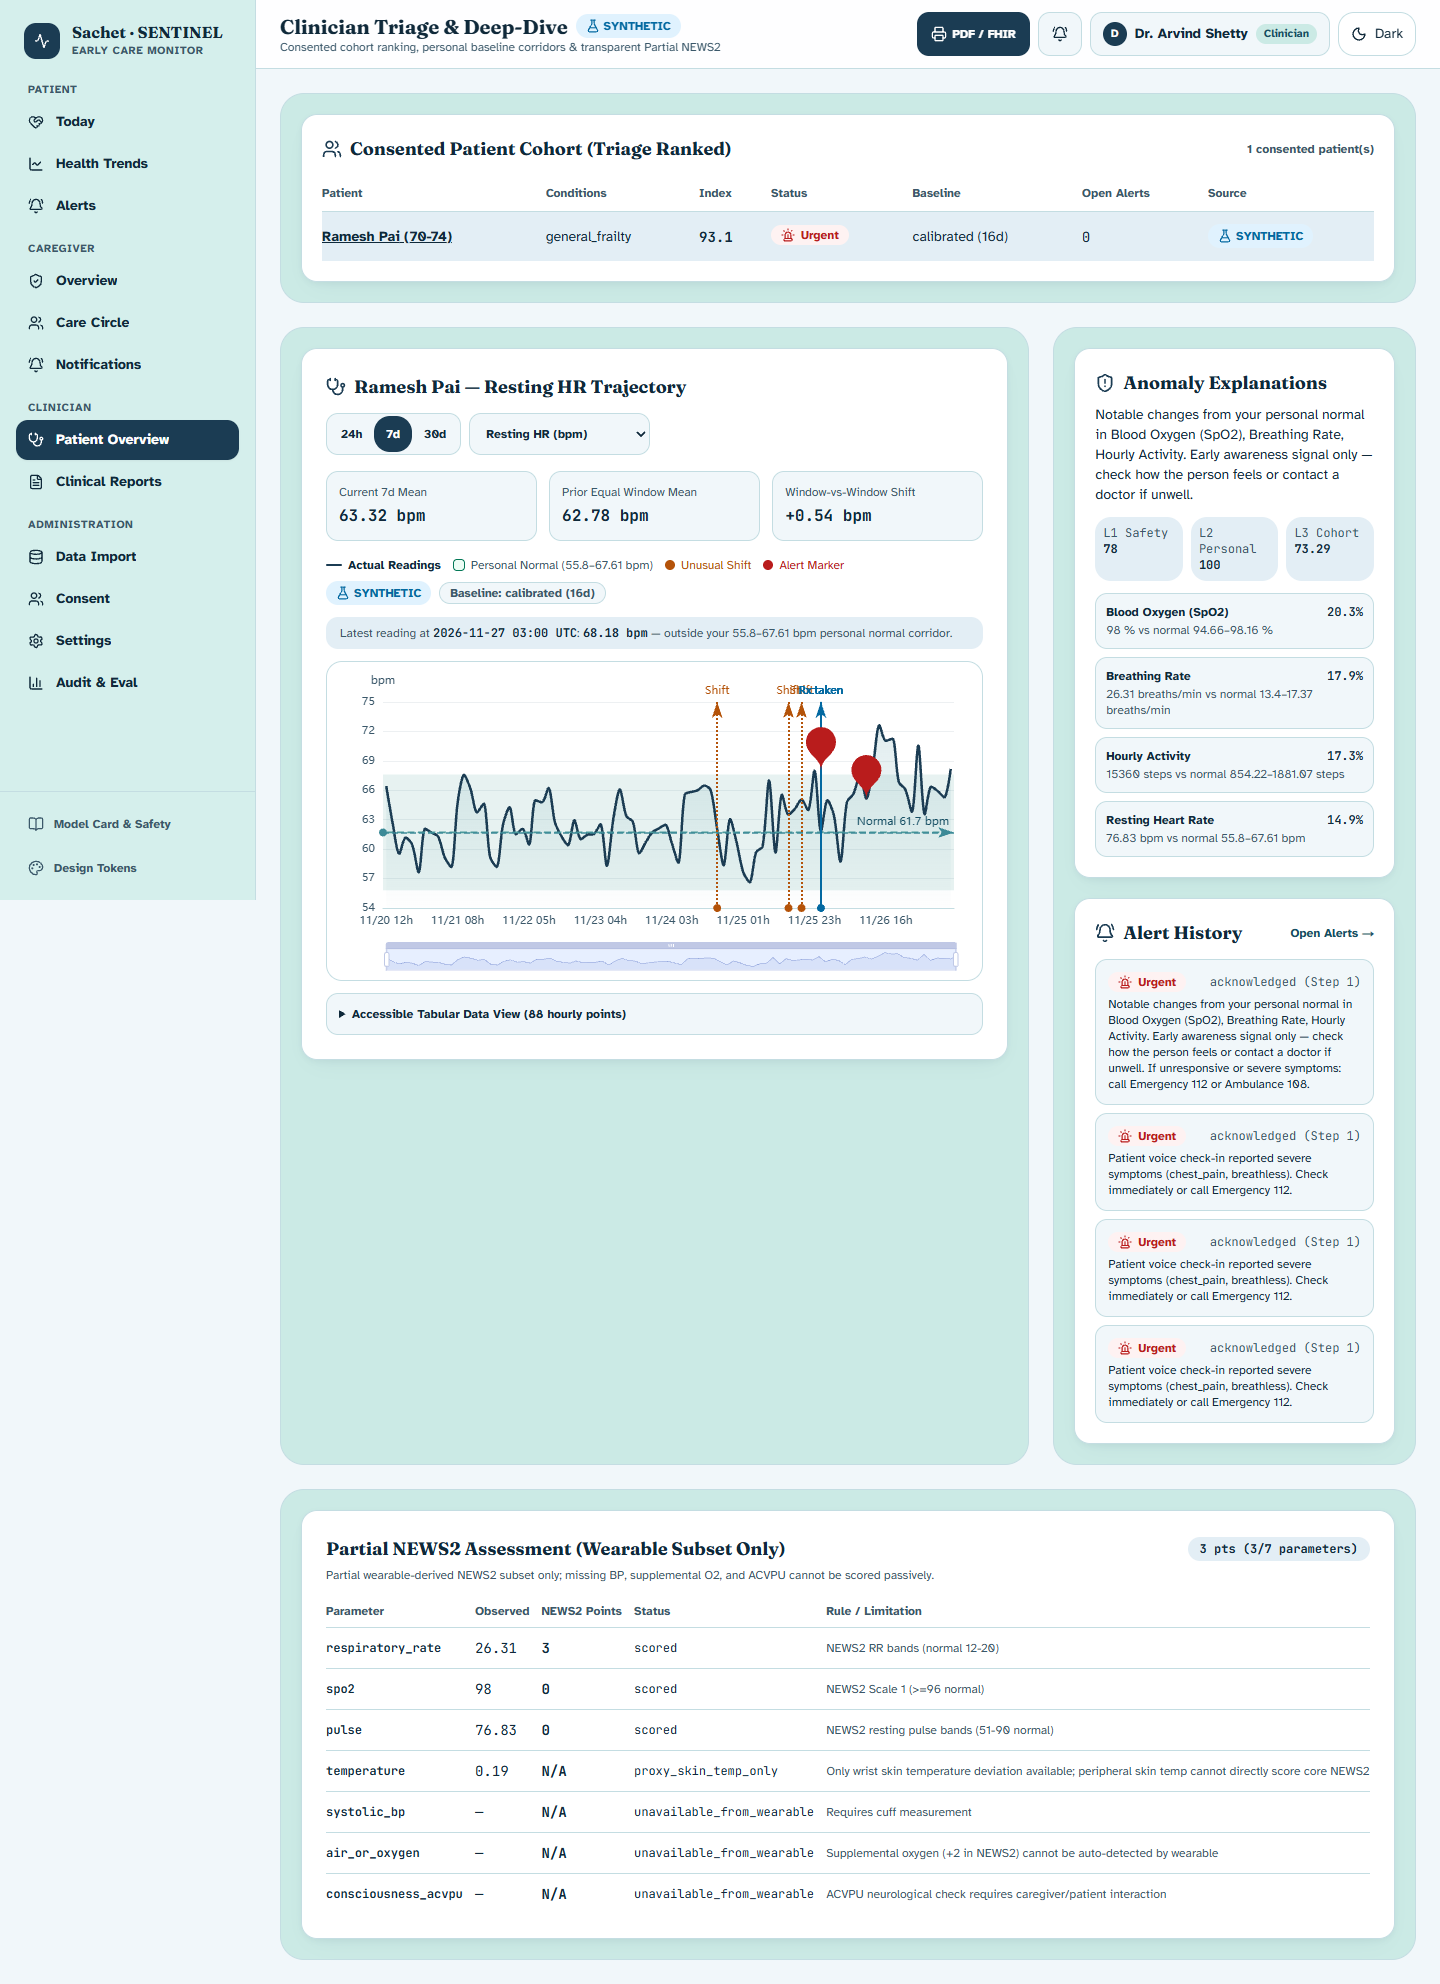 Sachet · SENTINEL
EARLY CARE MONITOR
PATIENT
Today
Health Trends
Alerts
CAREGIVER
Overview
Care Circle
Notifications
CLINICIAN
Patient Overview
Clinical Reports
ADMINISTRATION
Data Import
Consent
Settings
Audit & Eval
Model Card & Safety
Design Tokens
Clinician Triage & Deep-Dive SYNTHETIC
Consented cohort ranking, personal baseline corridors & transparent Partial NEWS2
PDF / FHIR
D Dr. Arvind Shetty Clinician
Dark
Consented Patient Cohort (Triage Ranked)
1 consented patient(s)
Patient Conditions Index Status Baseline Open Alerts Source
Ramesh Pai (70-74) general_frailty 93.1 Urgent calibrated (16d) 0 SYNTHETIC
Ramesh Pai — Resting HR Trajectory
24h 7d 30d Resting HR (bpm)
Current 7d Mean
63.32 bpm
Prior Equal Window Mean
62.78 bpm
Window-vs-Window Shift
+0.54 bpm
Actual Readings Personal Normal (55.8–67.61 bpm) Unusual Shift Alert Marker
SYNTHETIC Baseline: calibrated (16d)
Latest reading at 2026-11-27 03:00 UTC: 68.18 bpm — outside your 55.8–67.61 bpm personal normal corridor.
bpm
Shift
Rx taken
75
72
69
66
63
60
57
54
Normal 61.7 bpm
11/20 12h 11/21 08h 11/22 05h 11/23 04h 11/24 03h 11/25 01h 11/25 23h 11/26 16h
Accessible Tabular Data View (88 hourly points)
Anomaly Explanations
Notable changes from your personal normal
in Blood Oxygen (SpO2), Breathing Rate,
Hourly Activity. Early awareness signal only —
check how the person feels or contact a
doctor if unwell.
L1 Safety
78
L2
Personal
100
L3 Cohort
73.29
Blood Oxygen (SpO2) 20.3%
98 % vs normal 94.66–98.16 %
Breathing Rate 17.9%
26.31 breaths/min vs normal 13.4–17.37
breaths/min
Hourly Activity 17.3%
15360 steps vs normal 854.22–1881.07 steps
Resting Heart Rate 14.9%
76.83 bpm vs normal 55.8–67.61 bpm
Alert History
Open Alerts →
Urgent acknowledged (Step 1)
Notable changes from your personal normal in
Blood Oxygen (SpO2), Breathing Rate, Hourly
Activity. Early awareness signal only — check
how the person feels or contact a doctor if
unwell. If unresponsive or severe symptoms:
call Emergency 112 or Ambulance 108.
Urgent acknowledged (Step 1)
Patient voice check-in reported severe
symptoms (chest_pain, breathless). Check
immediately or call Emergency 112.
Urgent acknowledged (Step 1)
Patient voice check-in reported severe
symptoms (chest_pain, breathless). Check
immediately or call Emergency 112.
Urgent acknowledged (Step 1)
Patient voice check-in reported severe
symptoms (chest_pain, breathless). Check
immediately or call Emergency 112.
Partial NEWS2 Assessment (Wearable Subset Only)
3 pts (3/7 parameters)
Partial wearable-derived NEWS2 subset only; missing BP, supplemental O2, and ACVPU cannot be scored passively.
Parameter Observed NEWS2 Points Status Rule / Limitation
respiratory_rate 26.31 3 scored NEWS2 RR bands (normal 12-20)
spo2 98 0 scored NEWS2 Scale 1 (>=96 normal)
pulse 76.83 0 scored NEWS2 resting pulse bands (51-90 normal)
temperature 0.19 N/A proxy_skin_temp_only Only wrist skin temperature deviation available; peripheral skin temp cannot directly score core NEWS2
systolic_bp — N/A unavailable_from_wearable Requires cuff measurement
air_or_oxygen — N/A unavailable_from_wearable Supplemental oxygen (+2 in NEWS2) cannot be auto-detected by wearable
consciousness_acvpu — N/A unavailable_from_wearable ACVPU neurological check requires caregiver/patient interaction